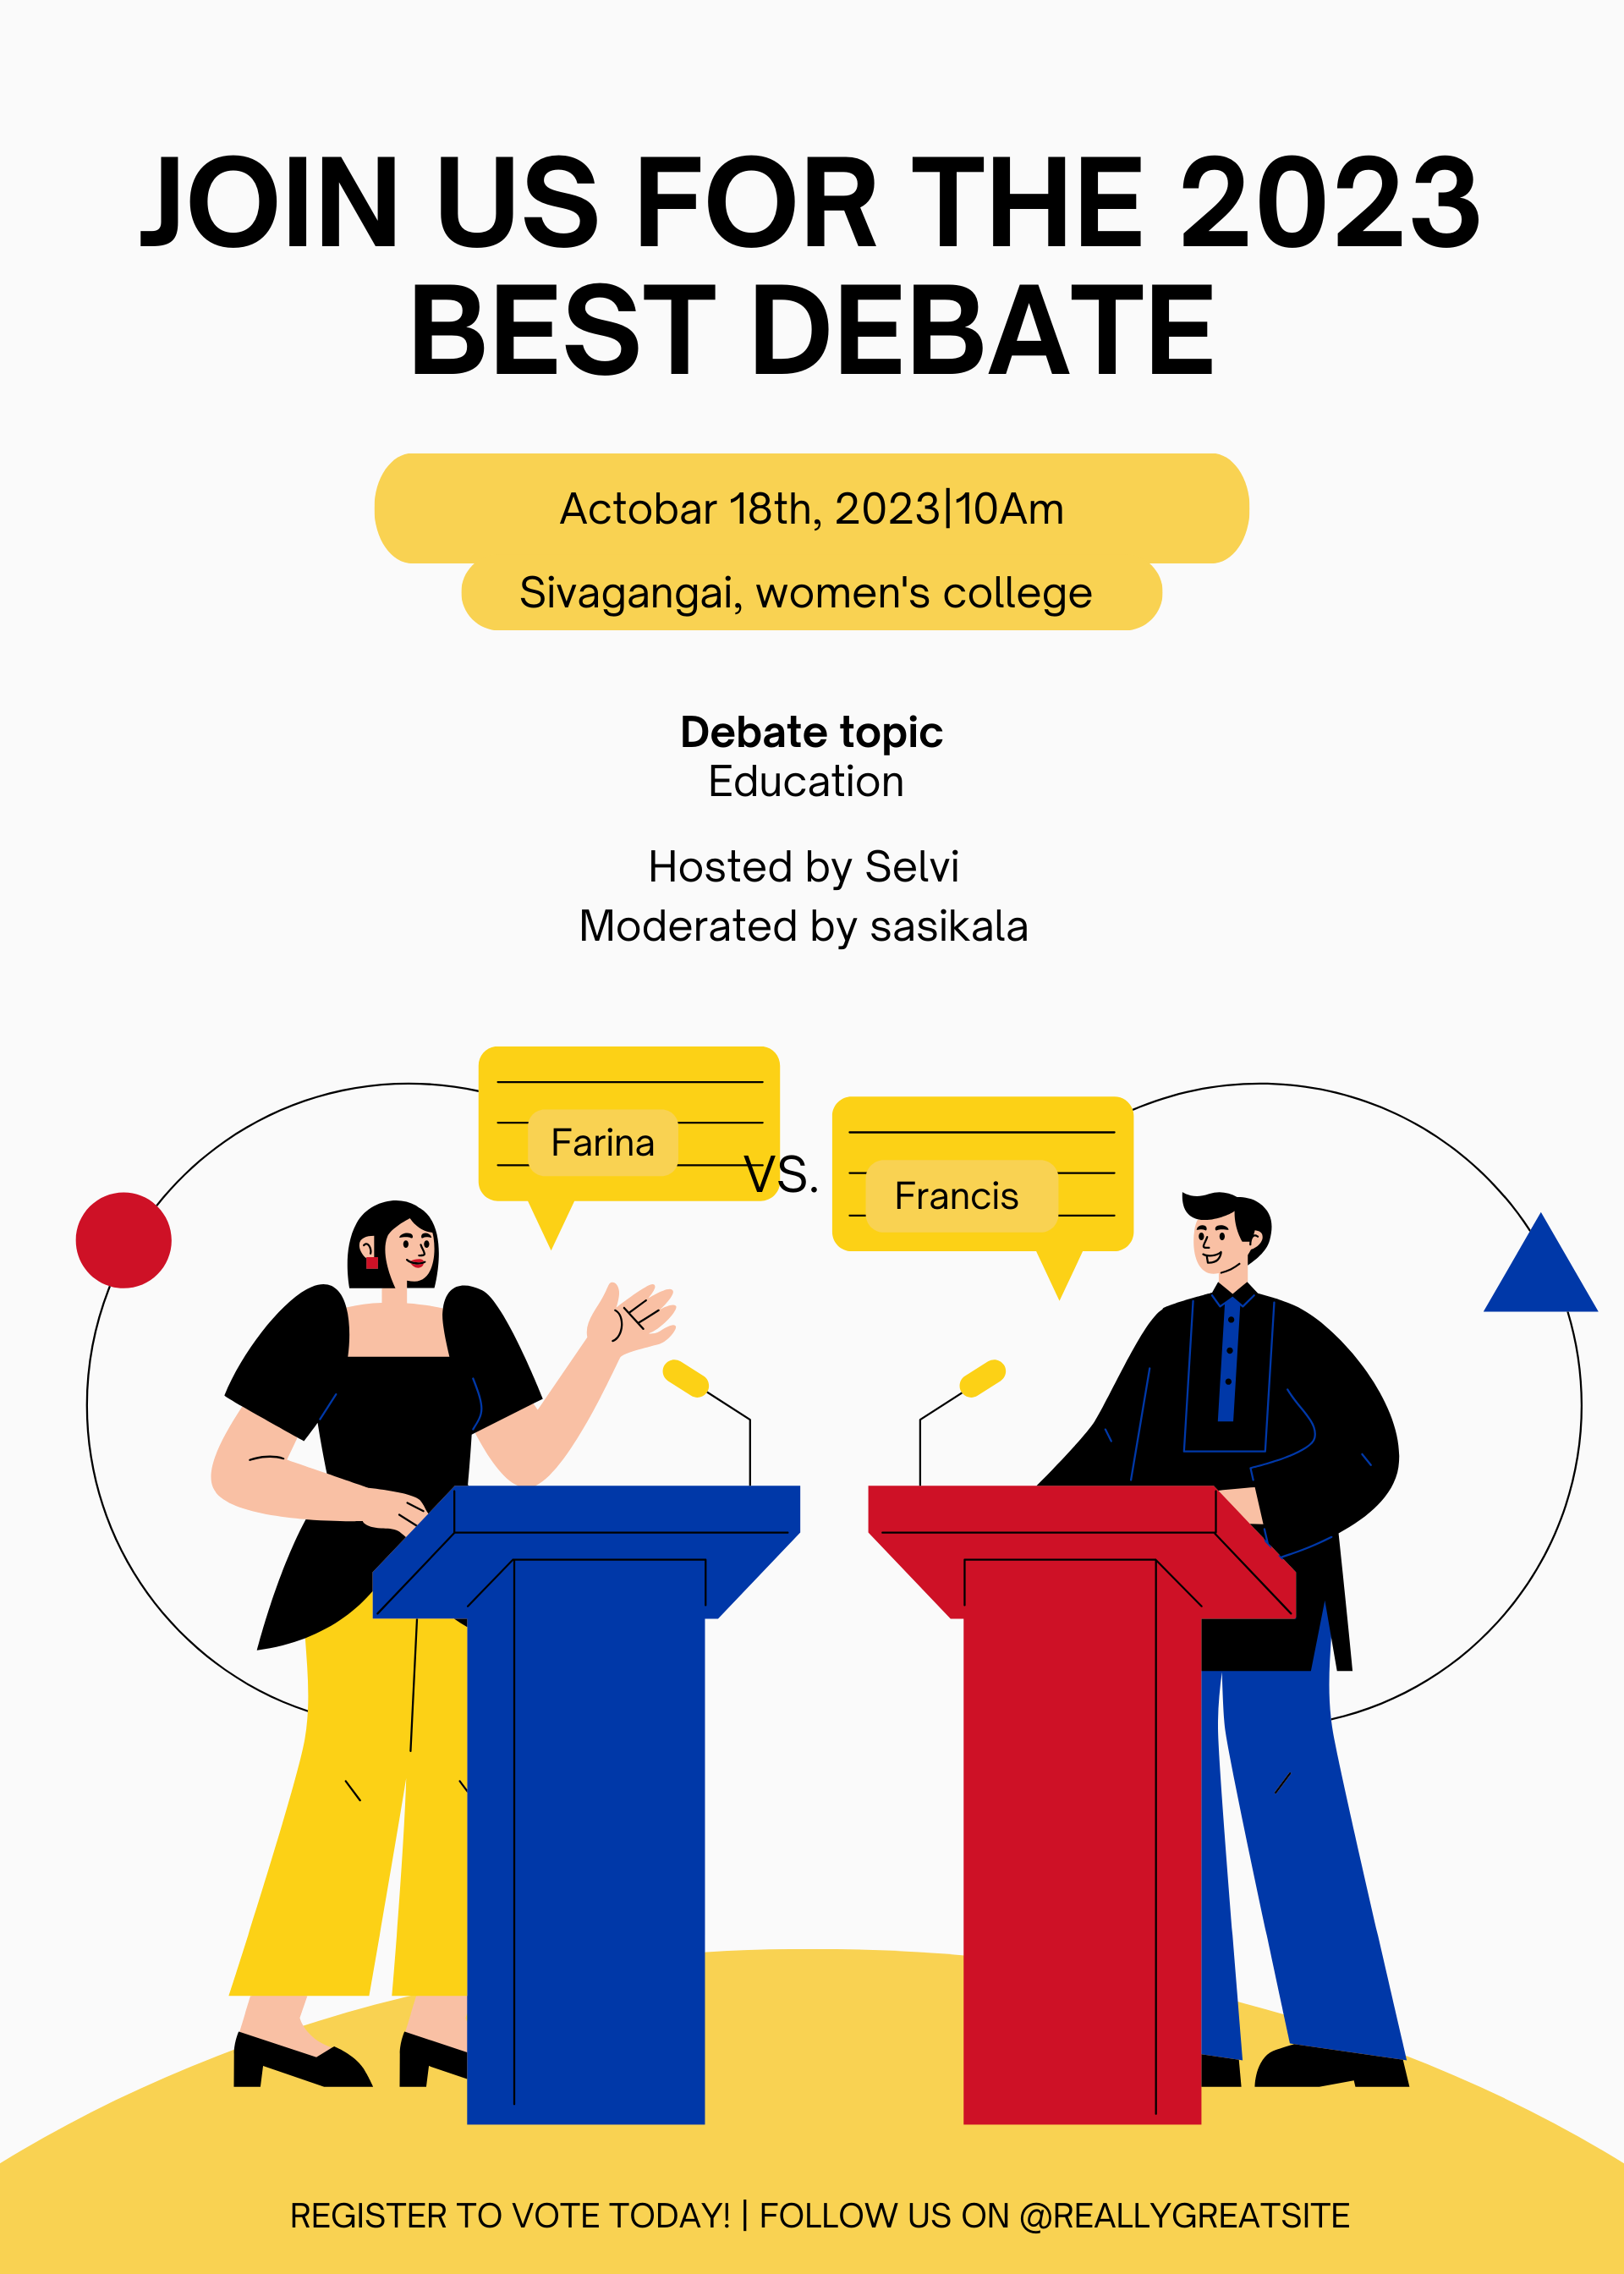 JOIN US FOR THE 2023
BEST DEBATE
Actobar 18th, 2023|10Am
Sivagangai, women's college
Debate topic
Education
Hosted by Selvi
Moderated by sasikala
Farina
VS.
Francis
REGISTER TO VOTE TODAY! | FOLLOW US ON @REALLYGREATSITE